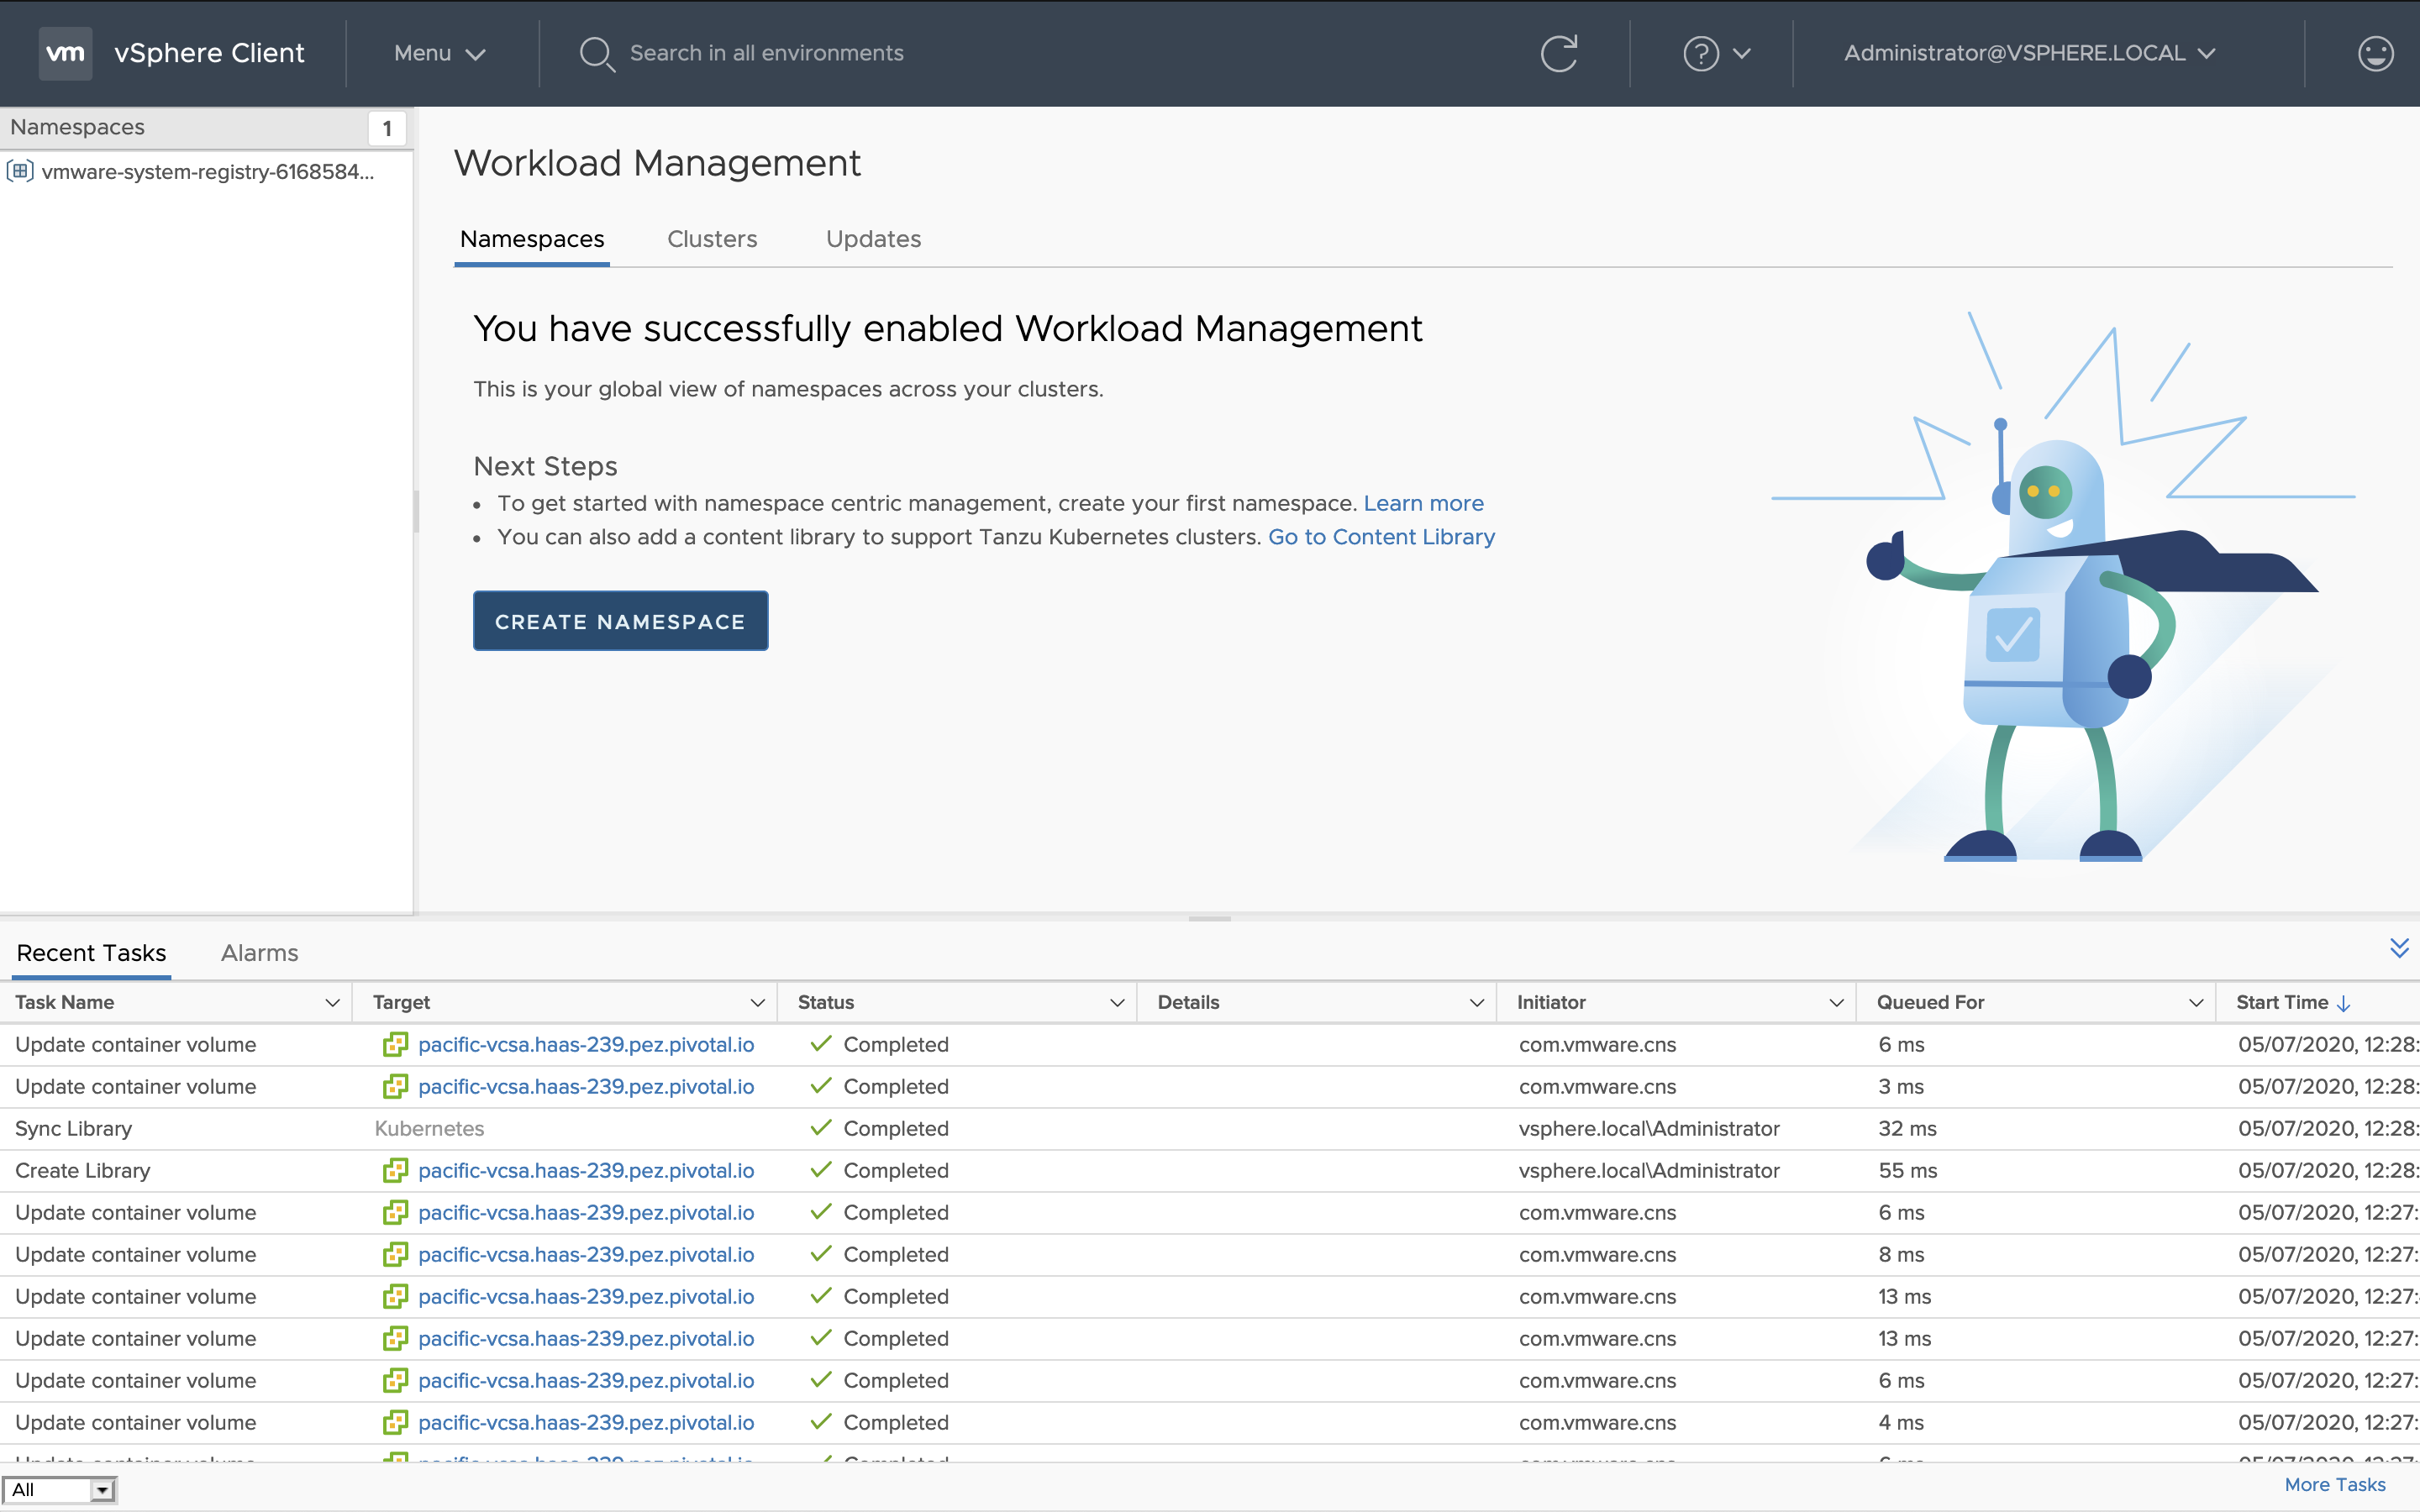 vm vSphere Client Menu Search in all environments ? Administrator@VSPHERE.LOCAL
Namespaces 1
vmware-system-registry-6168584...
Workload Management
Namespaces Clusters Updates
You have successfully enabled Workload Management
This is your global view of namespaces across your clusters.
Next Steps
• To get started with namespace centric management, create your first namespace. Learn more
• You can also add a content library to support Tanzu Kubernetes clusters. Go to Content Library
CREATE NAMESPACE
Recent Tasks Alarms
Task Name Target Status Details Initiator Queued For Start Time
Update container volume pacific-vcsa.haas-239.pez.pivotal.io Completed com.vmware.cns 6 ms 05/07/2020, 12:28:
Update container volume pacific-vcsa.haas-239.pez.pivotal.io Completed com.vmware.cns 3 ms 05/07/2020, 12:28:
Sync Library Kubernetes Completed vsphere.local\Administrator 32 ms 05/07/2020, 12:28:
Create Library pacific-vcsa.haas-239.pez.pivotal.io Completed vsphere.local\Administrator 55 ms 05/07/2020, 12:28:
Update container volume pacific-vcsa.haas-239.pez.pivotal.io Completed com.vmware.cns 6 ms 05/07/2020, 12:27:
Update container volume pacific-vcsa.haas-239.pez.pivotal.io Completed com.vmware.cns 8 ms 05/07/2020, 12:27:
Update container volume pacific-vcsa.haas-239.pez.pivotal.io Completed com.vmware.cns 13 ms 05/07/2020, 12:27:
Update container volume pacific-vcsa.haas-239.pez.pivotal.io Completed com.vmware.cns 13 ms 05/07/2020, 12:27:
Update container volume pacific-vcsa.haas-239.pez.pivotal.io Completed com.vmware.cns 6 ms 05/07/2020, 12:27:
Update container volume pacific-vcsa.haas-239.pez.pivotal.io Completed com.vmware.cns 4 ms 05/07/2020, 12:27:
All More Tasks